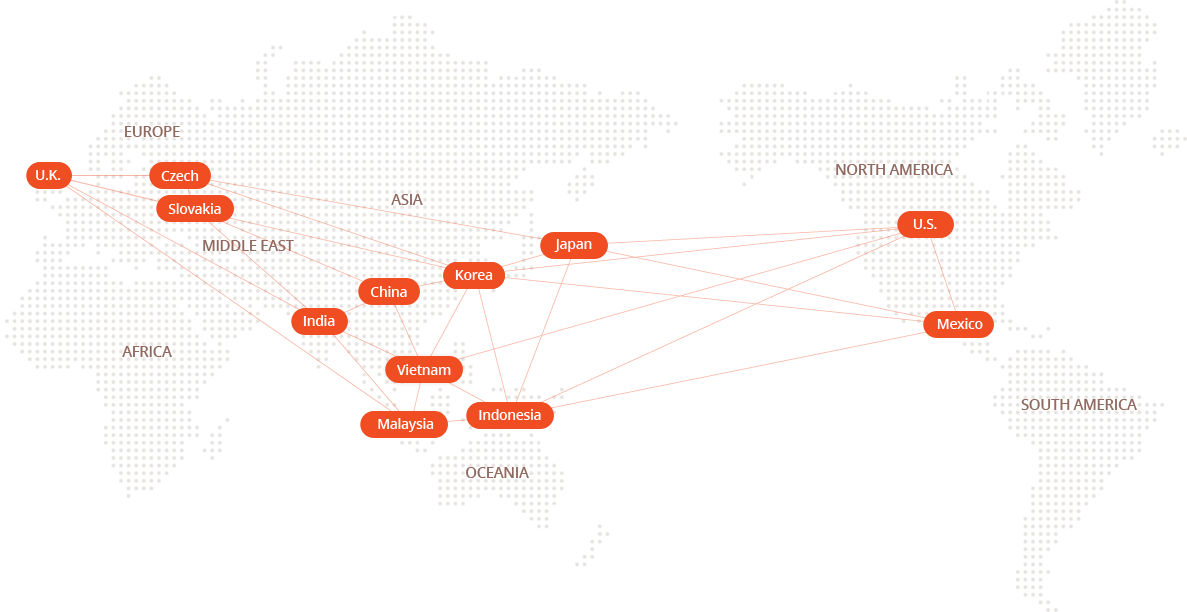 EUROPE
NORTH AMERICA
U.K.
Czech
ASIA
Slovakia
U.S.
MIDDLE EAST
Japan
Korea
China
India
Mexico
AFRICA
Vietnam
SOUTH AMERICA
Indonesia
Malaysia
OCEANIA